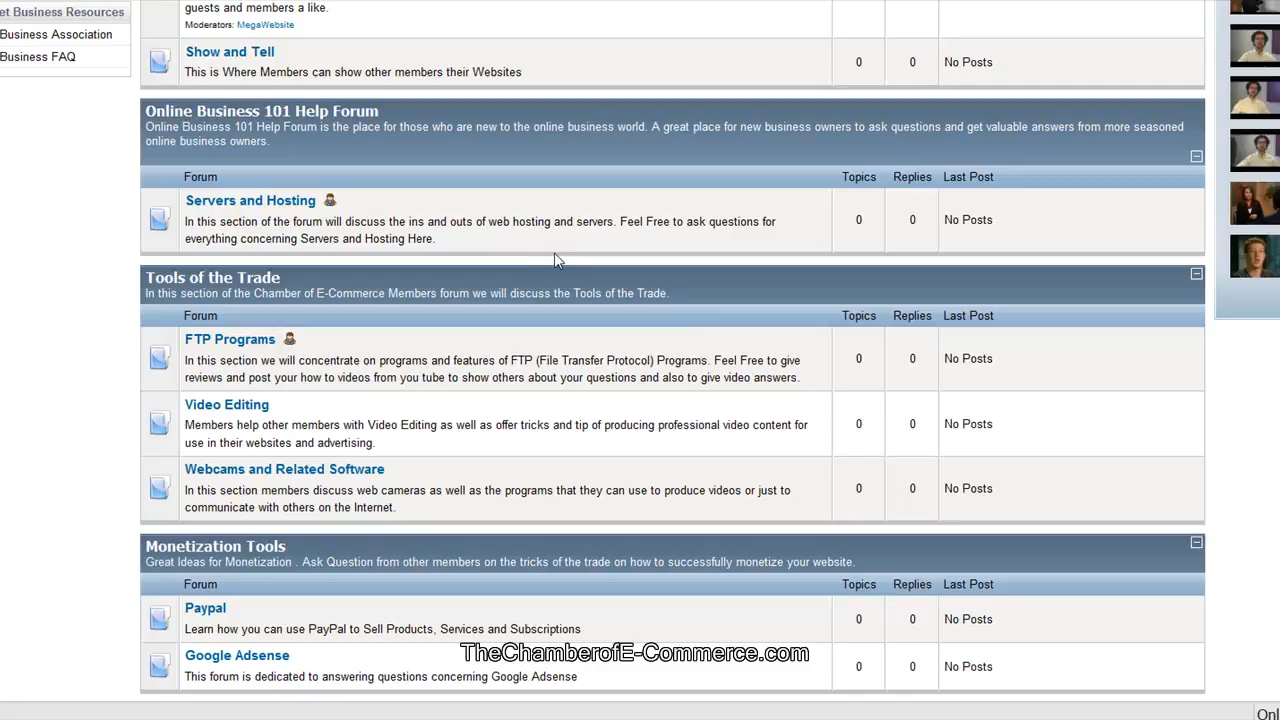 et Business Resources
Business Association
Business FAQ
guests and members a like.
Moderators: MegaWebsite
Show and Tell
This is Where Members can show other members their Websites
0 0 No Posts
Online Business 101 Help Forum
Online Business 101 Help Forum is the place for those who are new to the online business world. A great place for new business owners to ask questions and get valuable answers from more seasoned
online business owners.
Forum Topics Replies Last Post
Servers and Hosting
In this section of the forum will discuss the ins and outs of web hosting and servers. Feel Free to ask questions for
everything concerning Servers and Hosting Here.
0 0 No Posts
Tools of the Trade
In this section of the Chamber of E-Commerce Members forum we will discuss the Tools of the Trade.
Forum Topics Replies Last Post
FTP Programs
In this section we will concentrate on programs and features of FTP (File Transfer Protocol) Programs. Feel Free to give
reviews and post your how to videos from you tube to show others about your questions and also to give video answers.
0 0 No Posts
Video Editing
Members help other members with Video Editing as well as offer tricks and tip of producing professional video content for
use in their websites and advertising.
0 0 No Posts
Webcams and Related Software
In this section members discuss web cameras as well as the programs that they can use to produce videos or just to
communicate with others on the Internet.
0 0 No Posts
Monetization Tools
Great Ideas for Monetization . Ask Question from other members on the tricks of the trade on how to successfully monetize your website.
Forum Topics Replies Last Post
Paypal
Learn how you can use PayPal to Sell Products, Services and Subscriptions
0 0 No Posts
TheChamberofE-Commerce.com
Google Adsense
This forum is dedicated to answering questions concerning Google Adsense
0 0 No Posts
Onl